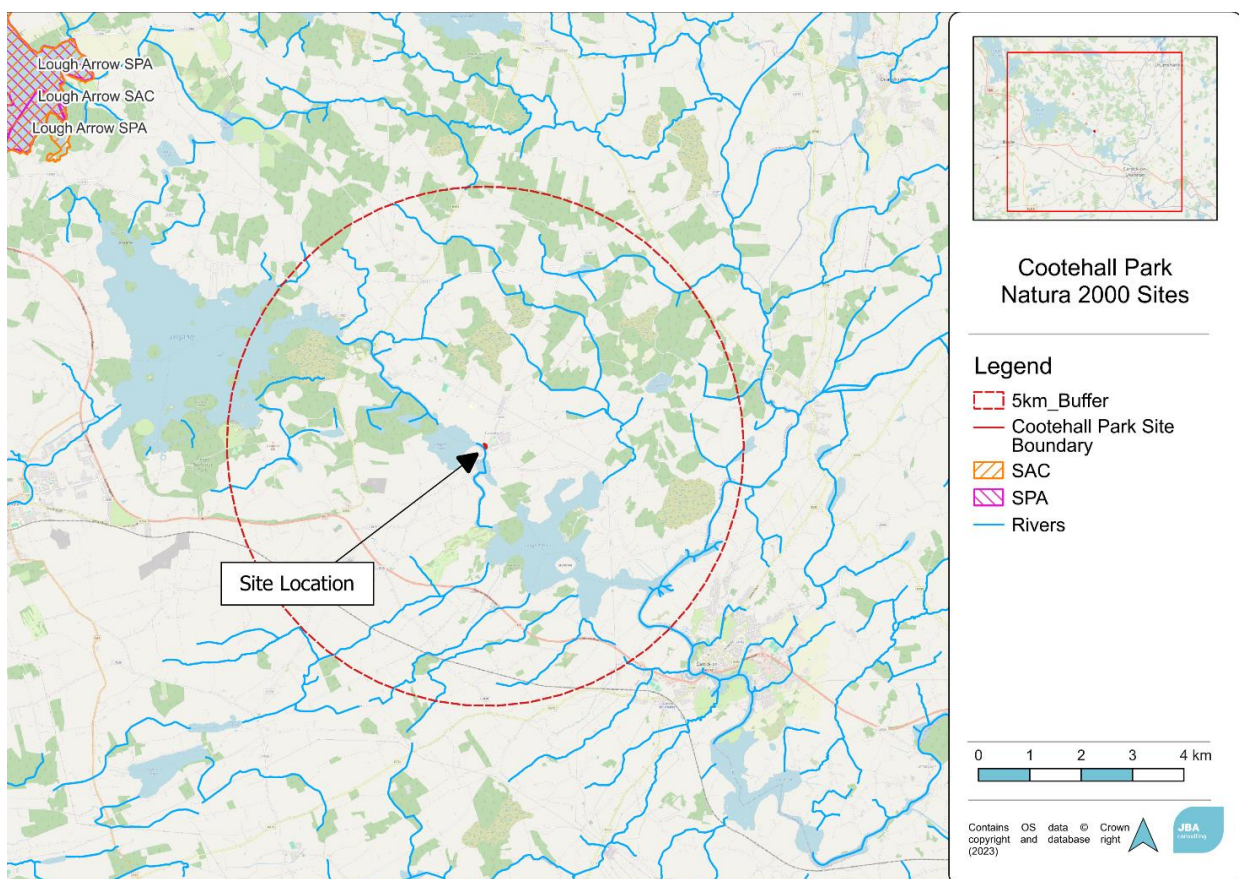 Lough Arrow SPA
Lough Arrow SAC
Lough Arrow SPA
Site Location
Cootehall Park
Natura 2000 Sites
Legend
5km_Buffer
Cootehall Park Site
Boundary
SAC
SPA
Rivers
0 1 2 3 4 km
Contains OS data © Crown
copyright and database right
(2023)
JBA
consulting